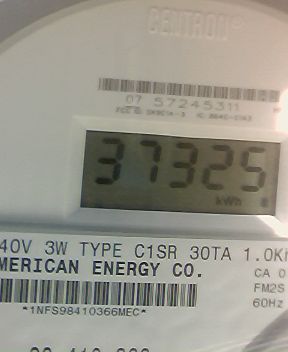 CENTRON®
07 57245311
37325
kWh
40V 3W TYPE C1SR 30TA 1.0Kh
MERICAN ENERGY CO.
CA 0
FM2S
60Hz
*1NFS98410366MEC*